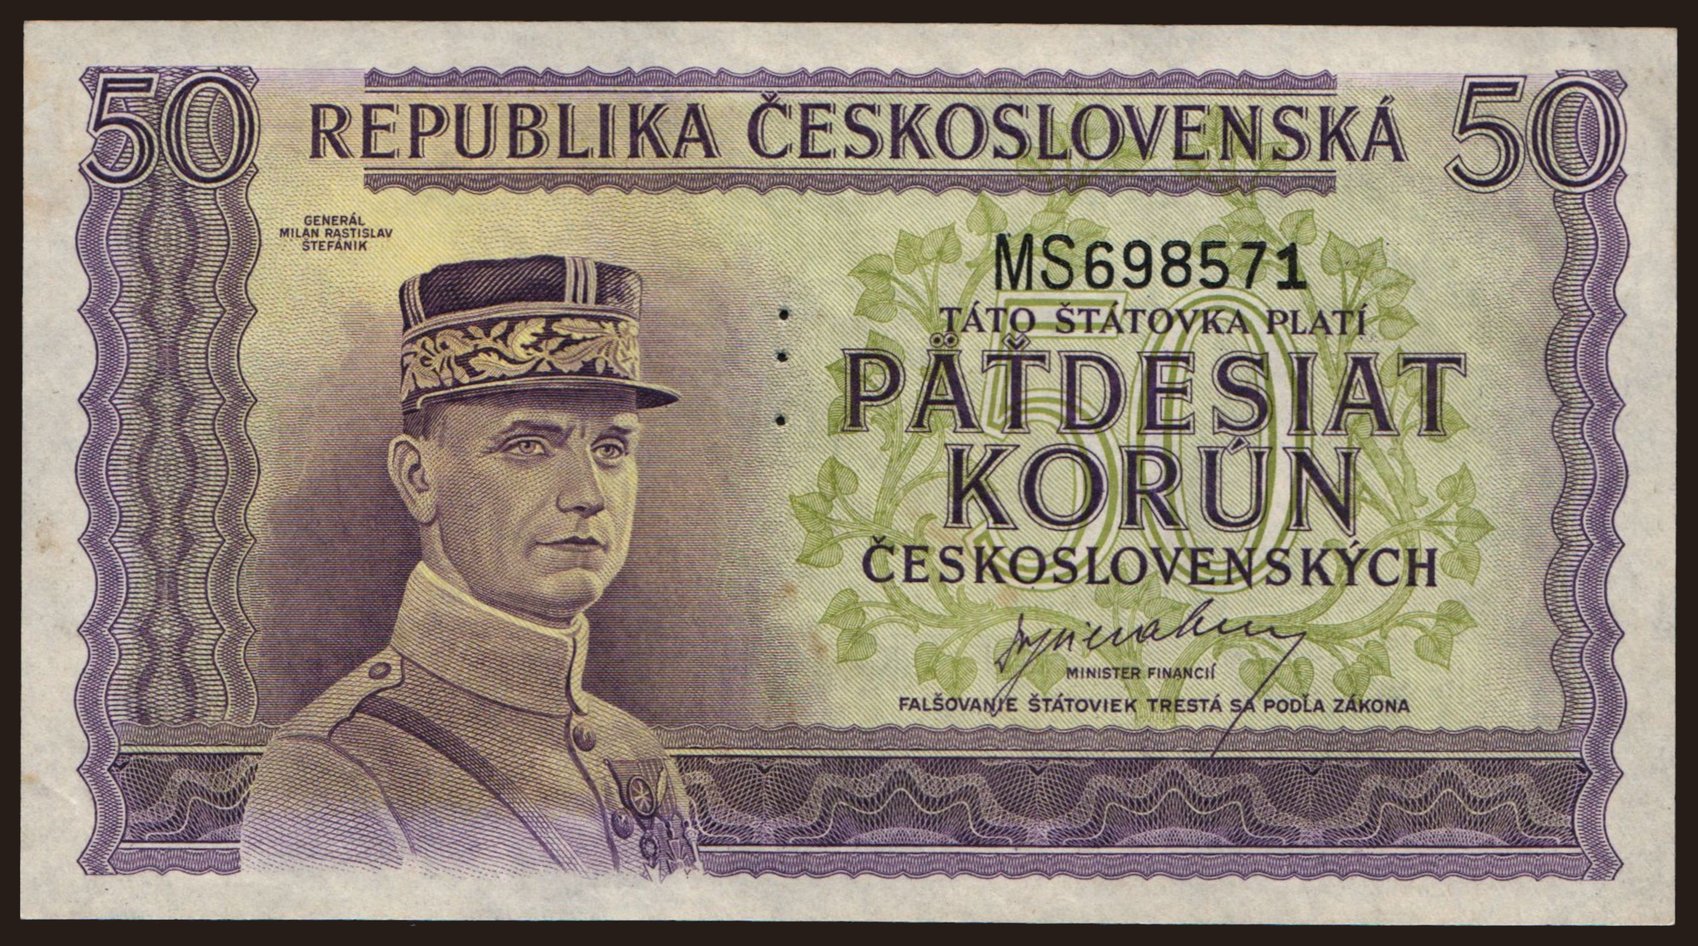 50 REPUBLIKA ČESKOSLOVENSKÁ 50
GENERÁL
MILAN RASTISLAV
ŠTEFÁNIK
MS698571
TÁTO ŠTÁTOVKA PLATÍ
50
PÄŤDESIAT
KORÚN
ČESKOSLOVENSKÝCH
MINISTER FINANCIÍ
FALŠOVANIE ŠTÁTOVIEK TRESTÁ SA PODĽA ZÁKONA